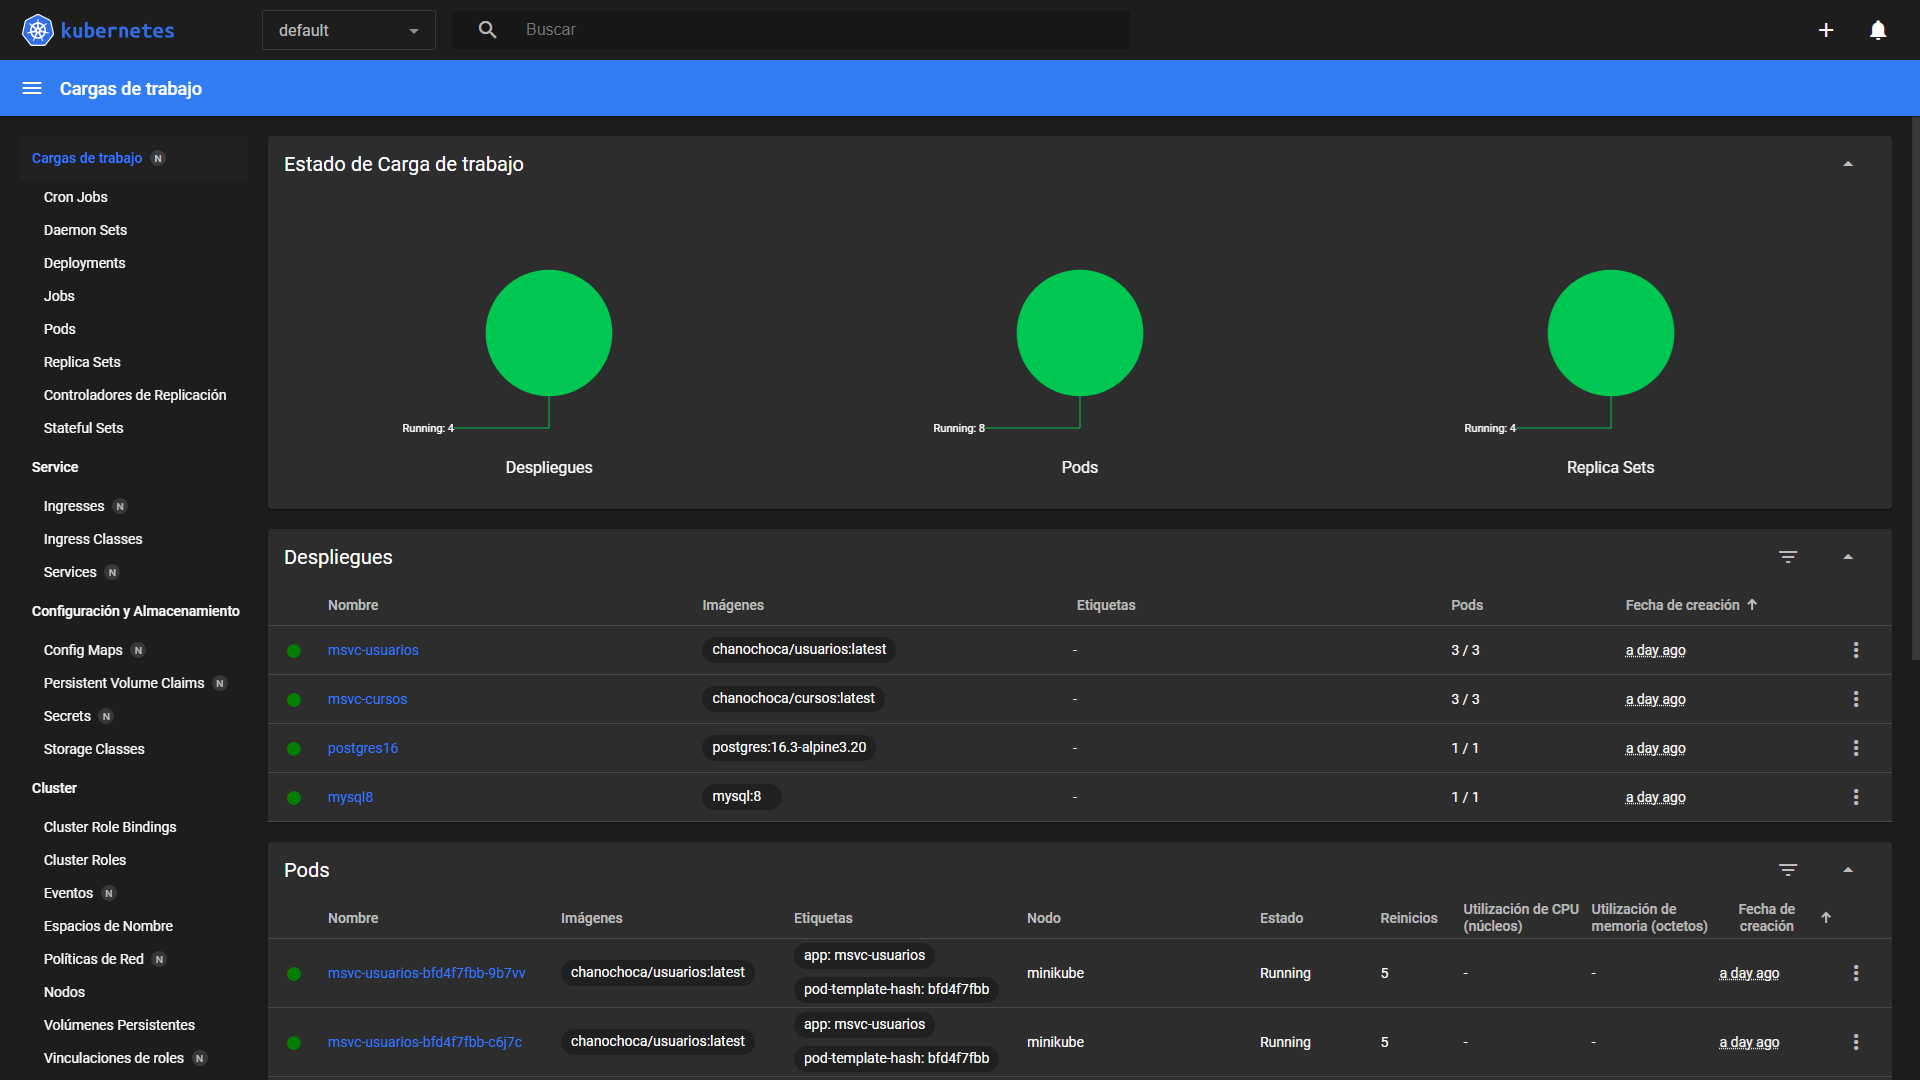 kubernetes
default
Buscar
Cargas de trabajo
Cargas de trabajo N
Cron Jobs
Daemon Sets
Deployments
Jobs
Pods
Replica Sets
Controladores de Replicación
Stateful Sets
Service
Ingresses N
Ingress Classes
Services N
Configuración y Almacenamiento
Config Maps N
Persistent Volume Claims N
Secrets N
Storage Classes
Cluster
Cluster Role Bindings
Cluster Roles
Eventos N
Espacios de Nombre
Políticas de Red N
Nodos
Volúmenes Persistentes
Vinculaciones de roles N
Estado de Carga de trabajo
Running: 4
Despliegues
Running: 8
Pods
Running: 4
Replica Sets
Despliegues
Nombre Imágenes Etiquetas Pods Fecha de creación
msvc-usuarios chanochoca/usuarios:latest - 3 / 3 a day ago
msvc-cursos chanochoca/cursos:latest - 3 / 3 a day ago
postgres16 postgres:16.3-alpine3.20 - 1 / 1 a day ago
mysql8 mysql:8 - 1 / 1 a day ago
Pods
Nombre Imágenes Etiquetas Nodo Estado Reinicios Utilización de CPU (núcleos) Utilización de memoria (octetos) Fecha de creación
msvc-usuarios-bfd4f7fbb-9b7vv chanochoca/usuarios:latest app: msvc-usuarios pod-template-hash: bfd4f7fbb minikube Running 5 - - a day ago
msvc-usuarios-bfd4f7fbb-c6j7c chanochoca/usuarios:latest app: msvc-usuarios pod-template-hash: bfd4f7fbb minikube Running 5 - - a day ago